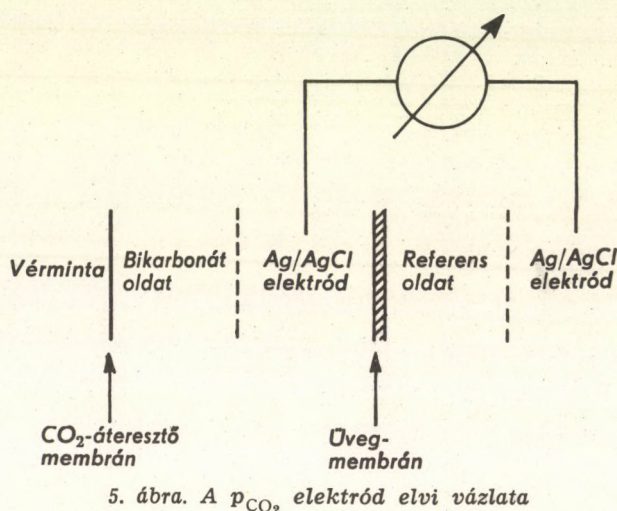 Vérminta
Bikarbonát
oldat
Ag/AgCl
elektród
Referens
oldat
Ag/AgCl
elektród
CO₂-áteresztő
membrán
Üveg-
membrán
5. ábra. A p_CO₂ elektród elvi vázlata